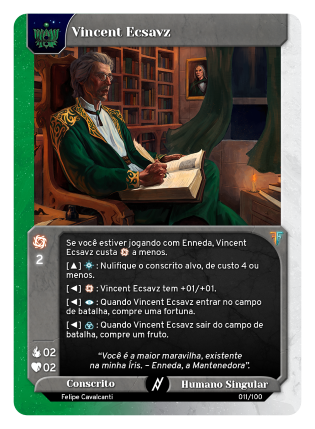 Vincent Ecsavz
Se você estiver jogando com Enneda, Vincent
Ecsavz custa a menos.
[▲] : Nulifique o conscrito alvo, de custo 4 ou
menos.
[◄] : Vincent Ecsavz tem +01/+01.
[◄] : Quando Vincent Ecsavz entrar no campo
de batalha, compre uma fortuna.
[◄] : Quando Vincent Ecsavz sair do campo de
batalha, compre um fruto.
2
02
02
"Você é a maior maravilha, existente
na minha Íris. – Enneda, a Mantenedora".
Conscrito
Humano Singular
Felipe Cavalcanti
011/100